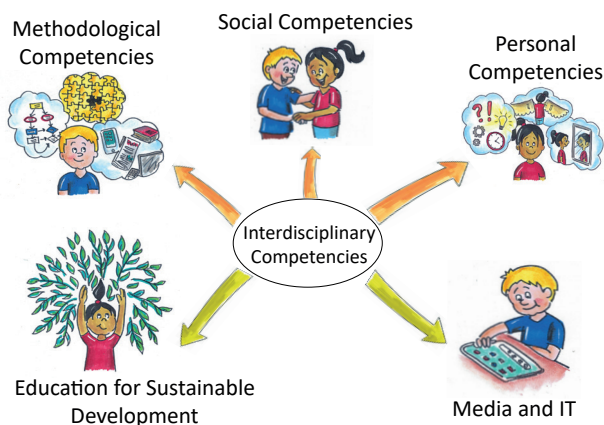 Methodological
Competencies
Social Competencies
Personal
Competencies
?!
Interdisciplinary
Competencies
Education for Sustainable
Development
Media and IT